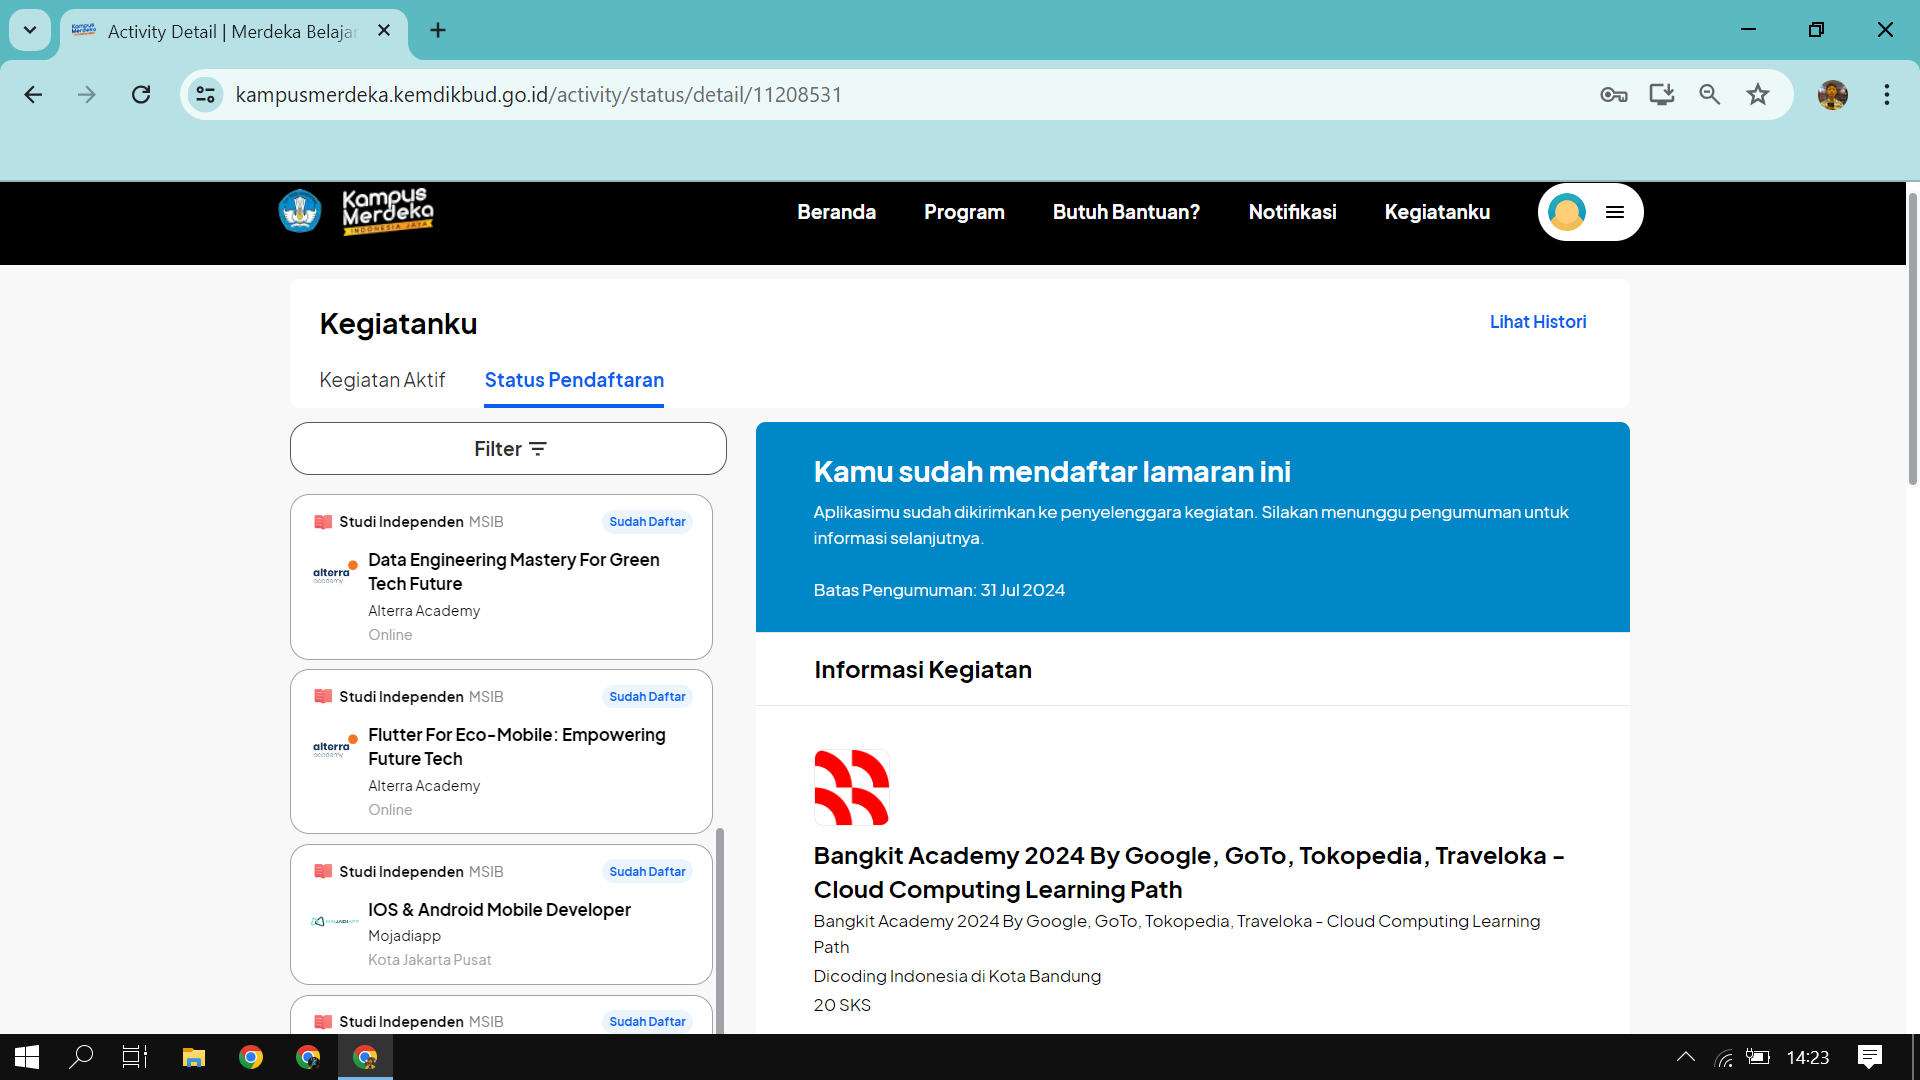 Activity Detail | Merdeka Belajar
kampusmerdeka.kemdikbud.go.id/activity/status/detail/11208531
Kampus
Merdeka
INDONESIA JAYA
Beranda
Program
Butuh Bantuan?
Notifikasi
Kegiatanku
Kegiatanku
Lihat Histori
Kegiatan Aktif
Status Pendaftaran
Filter
Studi Independen MSIB
Sudah Daftar
alterra
academy
Data Engineering Mastery For Green
Tech Future
Alterra Academy
Online
Studi Independen MSIB
Sudah Daftar
alterra
academy
Flutter For Eco-Mobile: Empowering
Future Tech
Alterra Academy
Online
Studi Independen MSIB
Sudah Daftar
MOJADIAPP
IOS & Android Mobile Developer
Mojadiapp
Kota Jakarta Pusat
Studi Independen MSIB
Sudah Daftar
Kamu sudah mendaftar lamaran ini
Aplikasimu sudah dikirimkan ke penyelenggara kegiatan. Silakan menunggu pengumuman untuk
informasi selanjutnya.
Batas Pengumuman: 31 Jul 2024
Informasi Kegiatan
Bangkit Academy 2024 By Google, GoTo, Tokopedia, Traveloka -
Cloud Computing Learning Path
Bangkit Academy 2024 By Google, GoTo, Tokopedia, Traveloka - Cloud Computing Learning
Path
Dicoding Indonesia di Kota Bandung
20 SKS
14:23